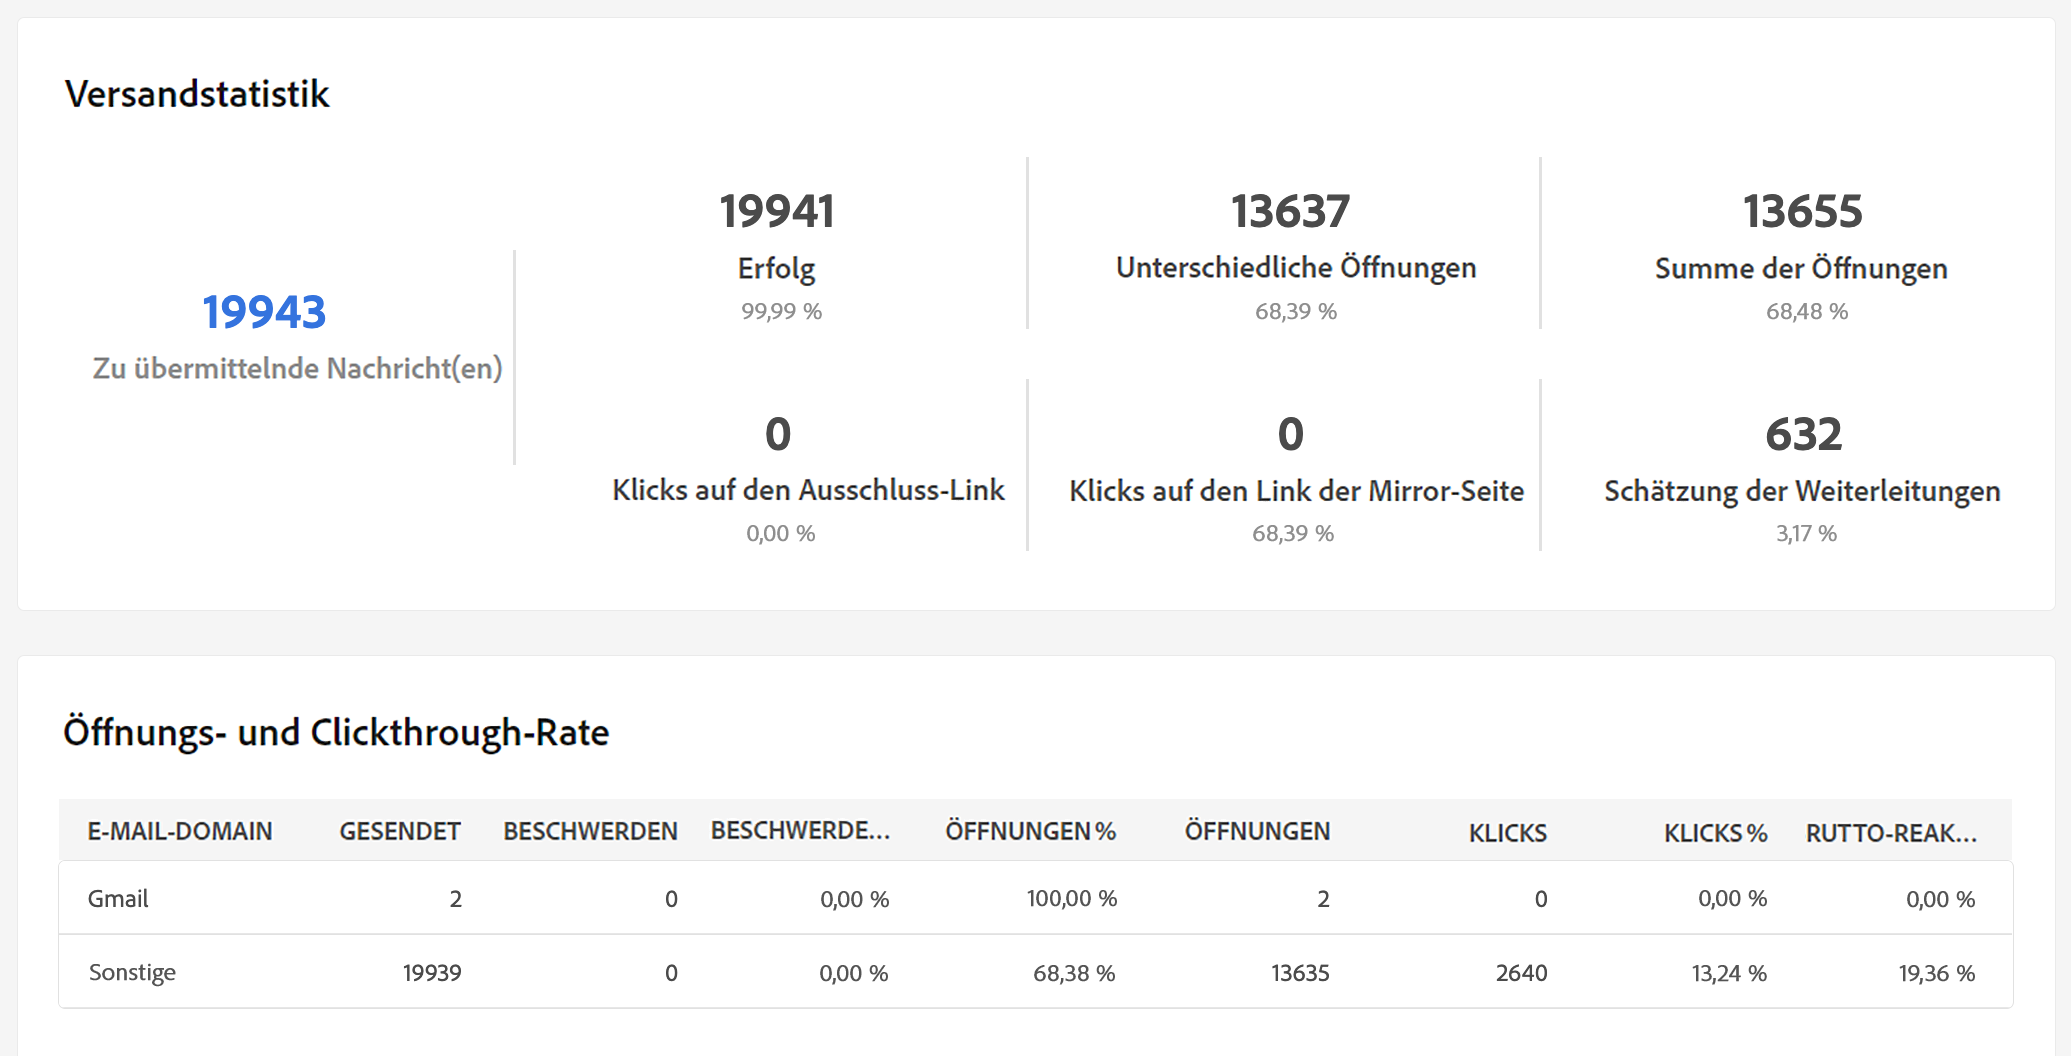 Versandstatistik
19943
Zu übermittelnde Nachricht(en)
19941
Erfolg
99,99 %
13637
Unterschiedliche Öffnungen
68,39 %
13655
Summe der Öffnungen
68,48 %
0
Klicks auf den Ausschluss-Link
0,00 %
0
Klicks auf den Link der Mirror-Seite
68,39 %
632
Schätzung der Weiterleitungen
3,17 %
Öffnungs- und Clickthrough-Rate
E-MAIL-DOMAIN GESENDET BESCHWERDEN BESCHWERDE... ÖFFNUNGEN % ÖFFNUNGEN KLICKS KLICKS % RUTTO-REAK...
Gmail 2 0 0,00 % 100,00 % 2 0 0,00 % 0,00 %
Sonstige 19939 0 0,00 % 68,38 % 13635 2640 13,24 % 19,36 %